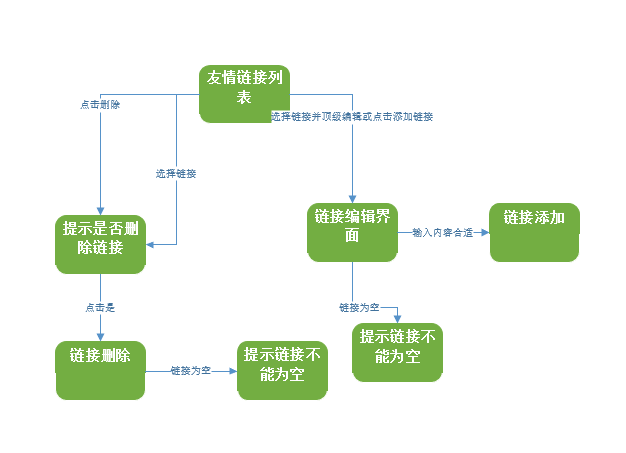 友情链接列
表
点击删除
选择链接并顶级编辑或点击添加链接
选择链接
提示是否删
除链接
链接编辑界
面
输入内容合适
链接添加
点击是
链接为空
提示链接不
能为空
链接删除
链接为空
提示链接不
能为空